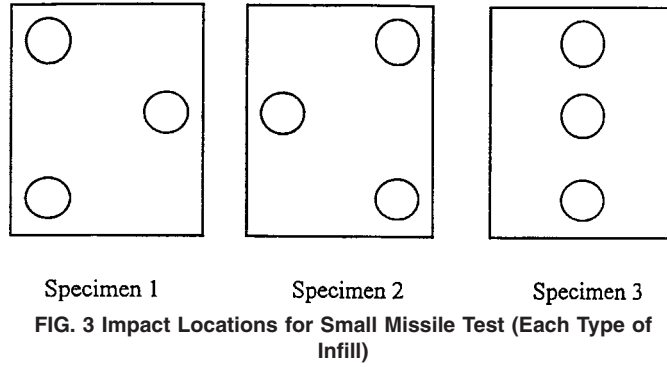 Specimen 1 Specimen 2 Specimen 3
FIG. 3 Impact Locations for Small Missile Test (Each Type of
Infill)